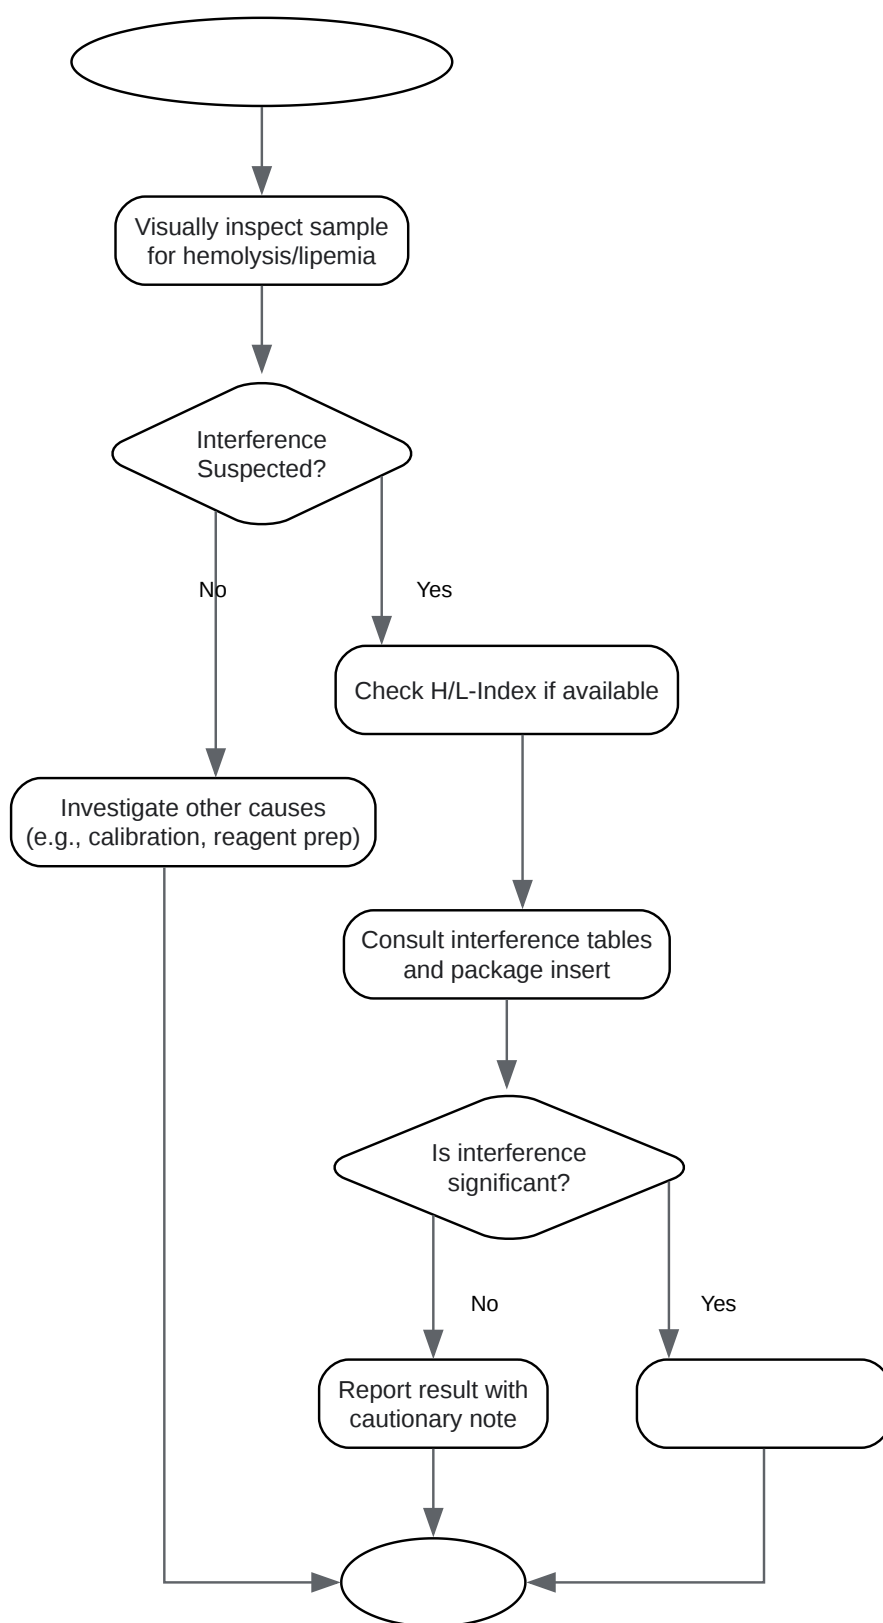 Visually inspect sample
for hemolysis/lipemia
Interference
Suspected?
No
Yes
Check H/L-Index if available
Investigate other causes
(e.g., calibration, reagent prep)
Consult interference tables
and package insert
Is interference
significant?
No
Yes
Report result with
cautionary note